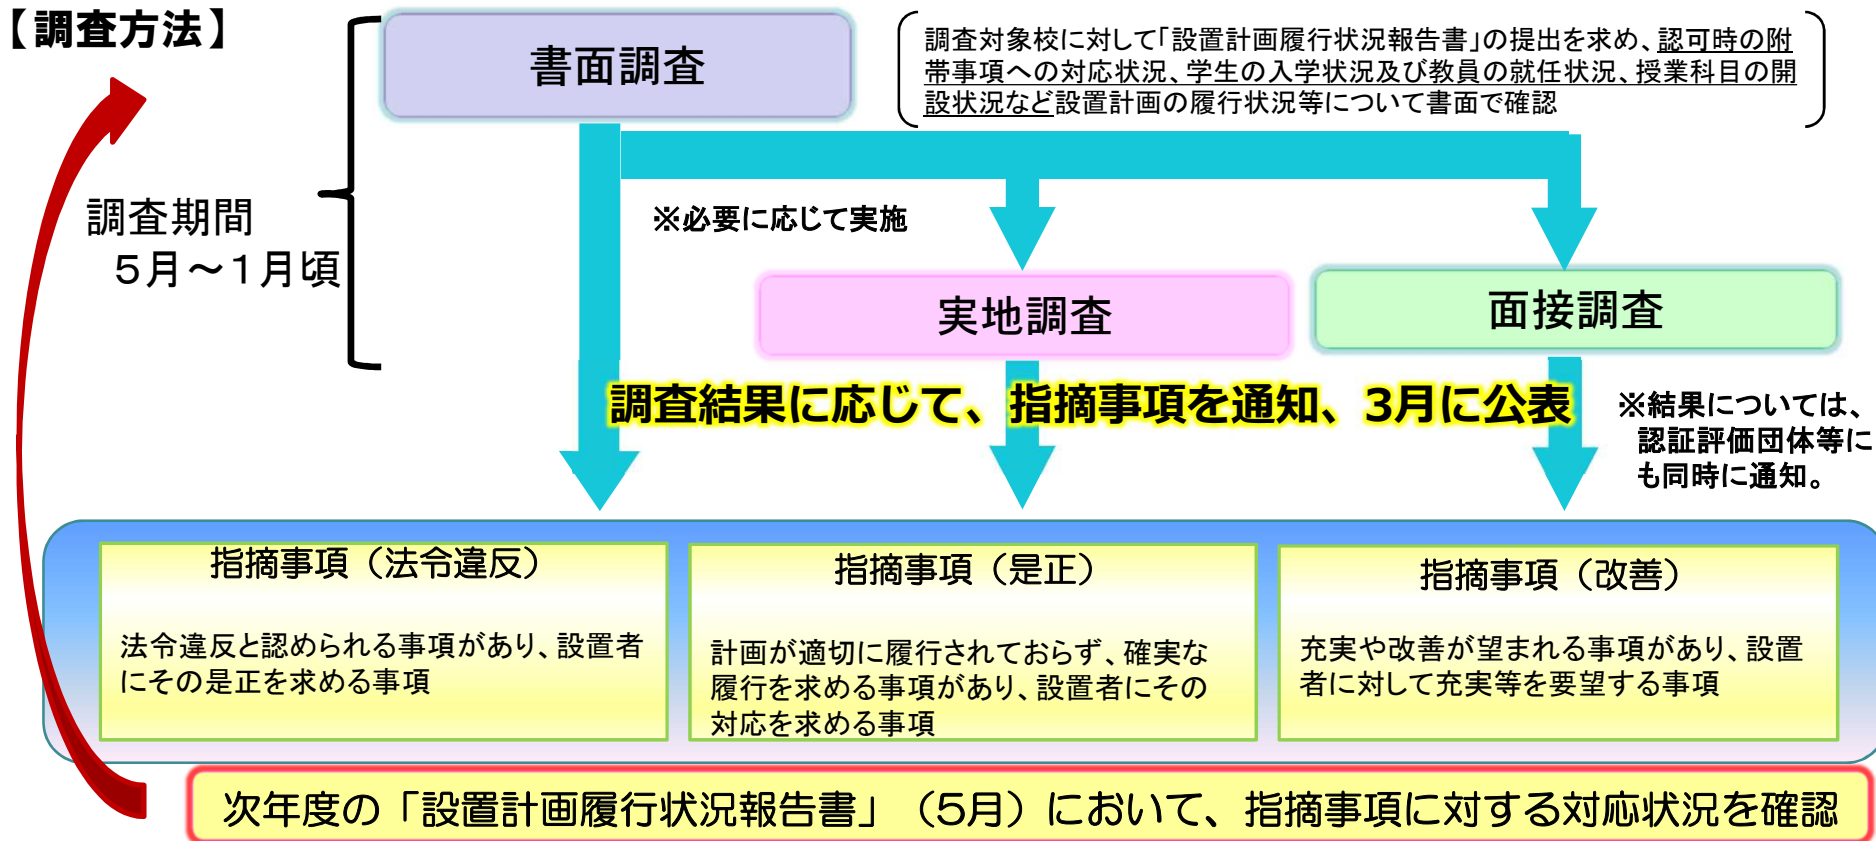 【調査方法】
書面調査
調査対象校に対して「設置計画履行状況報告書」の提出を求め、認可時の附
帯事項への対応状況、学生の入学状況及び教員の就任状況、授業科目の開
設状況など設置計画の履行状況等について書面で確認
調査期間
５月～１月頃
※必要に応じて実施
実地調査
面接調査
調査結果に応じて、指摘事項を通知、3月に公表
※結果については、
認証評価団体等に
も同時に通知。
指摘事項（法令違反）
法令違反と認められる事項があり、設置者
にその是正を求める事項
指摘事項（是正）
計画が適切に履行されておらず、確実な
履行を求める事項があり、設置者にその
対応を求める事項
指摘事項（改善）
充実や改善が望まれる事項があり、設置
者に対して充実等を要望する事項
次年度の「設置計画履行状況報告書」（5月）において、指摘事項に対する対応状況を確認